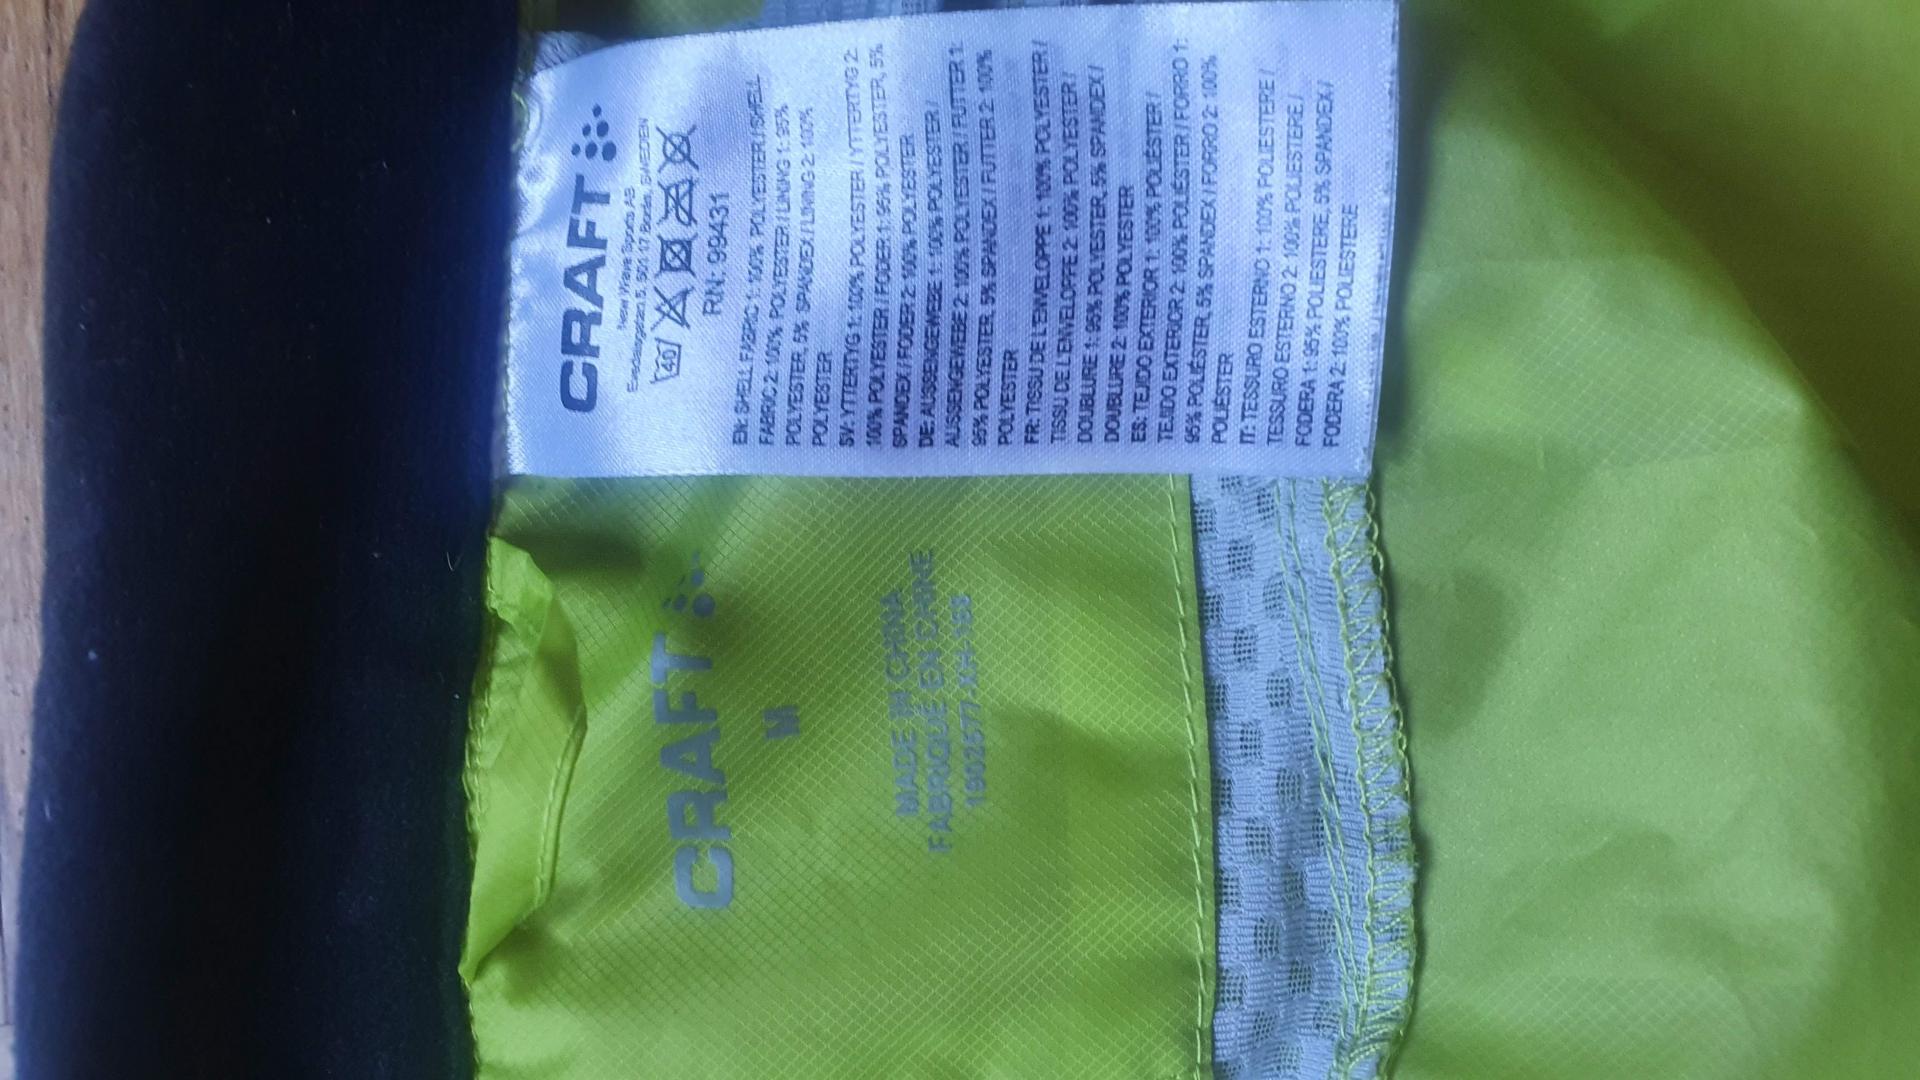 CRAFT
New Wave Sports AB
Evedalsgatan 5, 501 17 Borås, SWEDEN
40
RN: 99431
EN: SHELL FABRIC 1: 100% POLYESTER / SHELL
FABRIC 2: 100% POLYESTER / LINING 1: 95%
POLYESTER, 5% SPANDEX / LINING 2: 100%
POLYESTER
SV: YTTERTYG 1: 100% POLYESTER / YTTERTYG 2:
100% POLYESTER / FODER 1: 95% POLYESTER, 5%
SPANDEX / FODER 2: 100% POLYESTER
DE: AUSSENGEWEBE 1: 100% POLYESTER /
AUSSENGEWEBE 2: 100% POLYESTER / FUTTER 1:
95% POLYESTER, 5% SPANDEX / FUTTER 2: 100%
POLYESTER
FR: TISSU DE L'ENVELOPPE 1: 100% POLYESTER /
TISSU DE L'ENVELOPPE 2: 100% POLYESTER /
DOUBLURE 1: 95% POLYESTER, 5% SPANDEX /
DOUBLURE 2: 100% POLYESTER
ES: TEJIDO EXTERIOR 1: 100% POLIÉSTER /
TEJIDO EXTERIOR 2: 100% POLIÉSTER / FORRO 1:
95% POLIÉSTER, 5% SPANDEX / FORRO 2: 100%
POLIÉSTER
IT: TESSURO ESTERNO 1: 100% POLIESTERE /
TESSURO ESTERNO 2: 100% POLIESTERE /
FODERA 1: 95% POLIESTERE, 5% SPANDEX /
FODERA 2: 100% POLIESTERE
CRAFT
M
MADE IN CHINA
FABRIQUÉ EN CHINE
1902577-XH-168